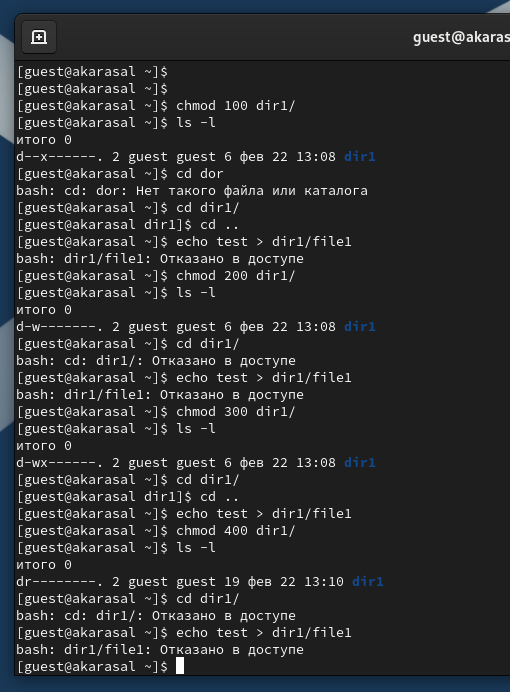 guest@akaras
[guest@akarasal ~]$
[guest@akarasal ~]$
[guest@akarasal ~]$ chmod 100 dir1/
[guest@akarasal ~]$ ls -l
итого 0
d--x------. 2 guest guest 6 фев 22 13:08 dir1
[guest@akarasal ~]$ cd dor
bash: cd: dor: Нет такого файла или каталога
[guest@akarasal ~]$ cd dir1/
[guest@akarasal dir1]$ cd ..
[guest@akarasal ~]$ echo test > dir1/file1
bash: dir1/file1: Отказано в доступе
[guest@akarasal ~]$ chmod 200 dir1/
[guest@akarasal ~]$ ls -l
итого 0
d-w-------. 2 guest guest 6 фев 22 13:08 dir1
[guest@akarasal ~]$ cd dir1/
bash: cd: dir1/: Отказано в доступе
[guest@akarasal ~]$ echo test > dir1/file1
bash: dir1/file1: Отказано в доступе
[guest@akarasal ~]$ chmod 300 dir1/
[guest@akarasal ~]$ ls -l
итого 0
d-wx------. 2 guest guest 6 фев 22 13:08 dir1
[guest@akarasal ~]$ cd dir1/
[guest@akarasal dir1]$ cd ..
[guest@akarasal ~]$ echo test > dir1/file1
[guest@akarasal ~]$ chmod 400 dir1/
[guest@akarasal ~]$ ls -l
итого 0
dr--------. 2 guest guest 19 фев 22 13:10 dir1
[guest@akarasal ~]$ cd dir1/
bash: cd: dir1/: Отказано в доступе
[guest@akarasal ~]$ echo test > dir1/file1
bash: dir1/file1: Отказано в доступе
[guest@akarasal ~]$